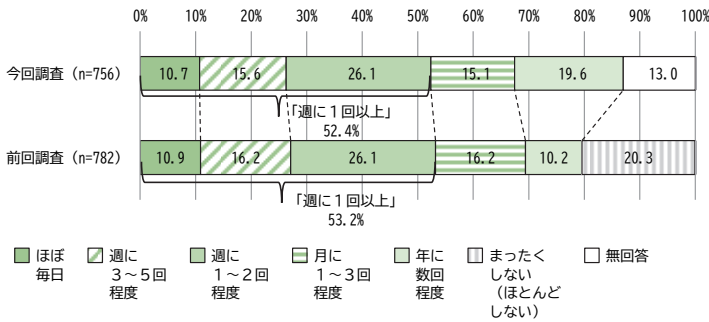 0% 10% 20% 30% 40% 50% 60% 70% 80% 90% 100%
今回調査（n=756） 10.7 15.6 26.1 15.1 19.6 13.0
「週に１回以上」
52.4%
前回調査（n=782） 10.9 16.2 26.1 16.2 10.2 20.3
「週に１回以上」
53.2%
ほぼ
毎日
週に
３～５回
程度
週に
１～２回
程度
月に
１～３回
程度
年に
数回
程度
まったく
しない
（ほとんど
しない）
無回答